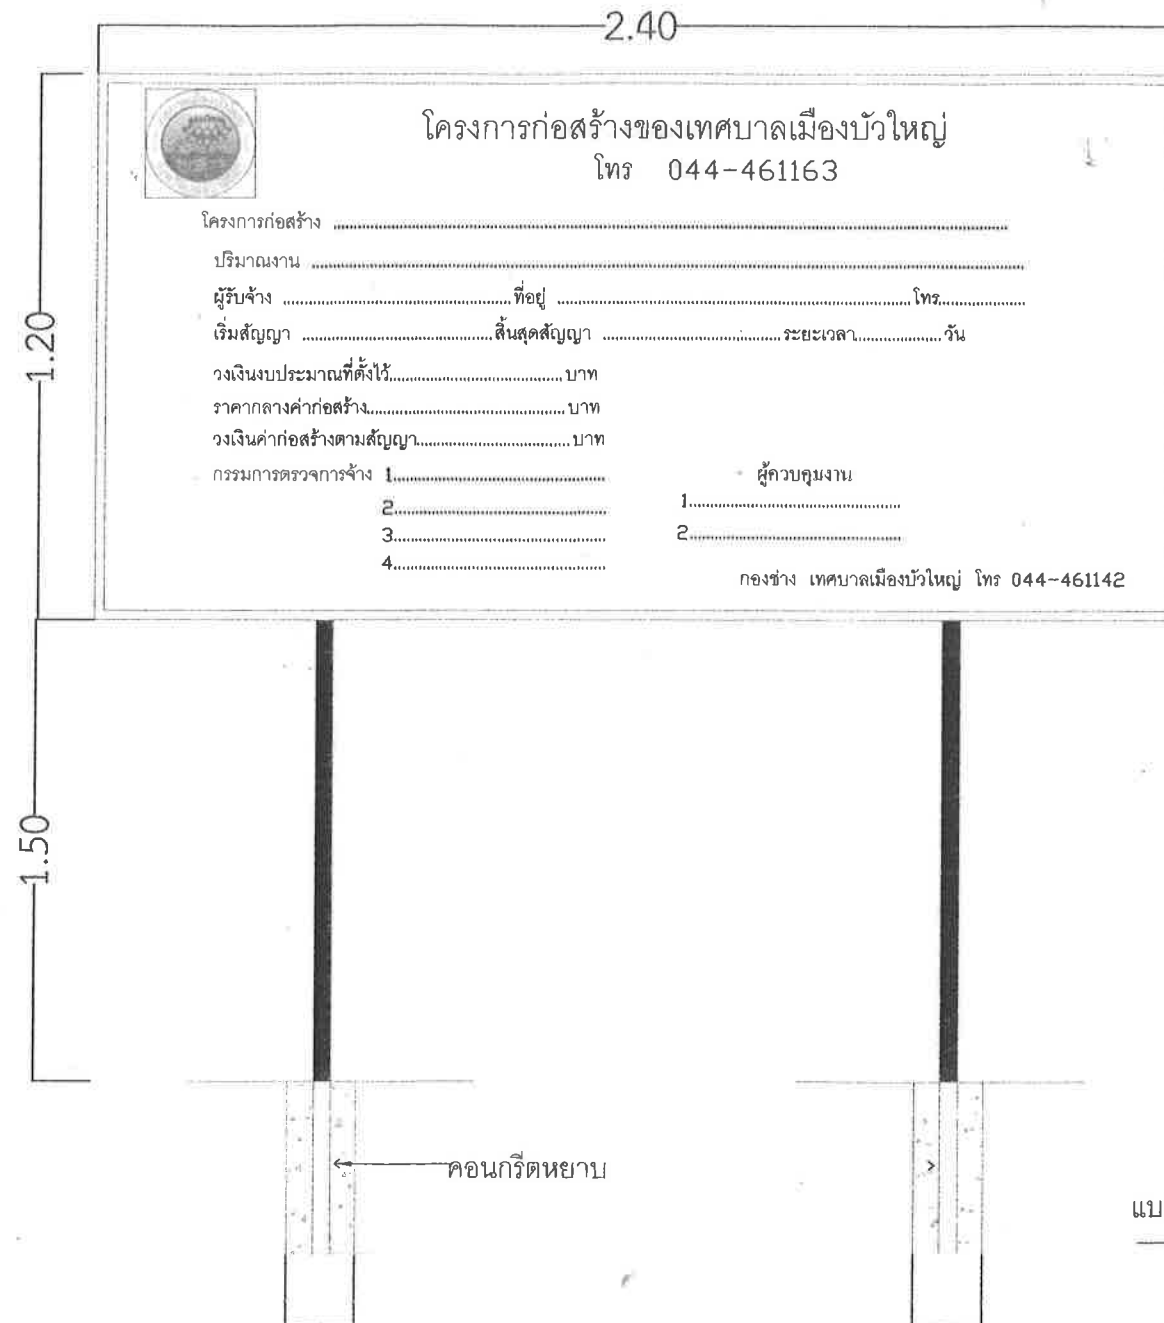 2.40
โครงการก่อสร้างของเทศบาลเมืองบัวใหญ่
โทร 044-461163
โครงการก่อสร้าง ....................
ปริมาณงาน ....................
ผู้รับจ้าง .................... ที่อยู่ .................... โทร....................
เริ่มสัญญา .................... สิ้นสุดสัญญา .................... ระยะเวลา.................... วัน
วงเงินงบประมาณที่ตั้งไว้.................... บาท
ราคากลางค่าก่อสร้าง.................... บาท
วงเงินค่าก่อสร้างตามสัญญา.................... บาท
กรรมการตรวจการจ้าง 1....................
2....................
3....................
4....................
ผู้ควบคุมงาน
1....................
2....................
กองช่าง เทศบาลเมืองบัวใหญ่ โทร 044-461142
1.20
1.50
คอนกรีตหยาบ
แบ